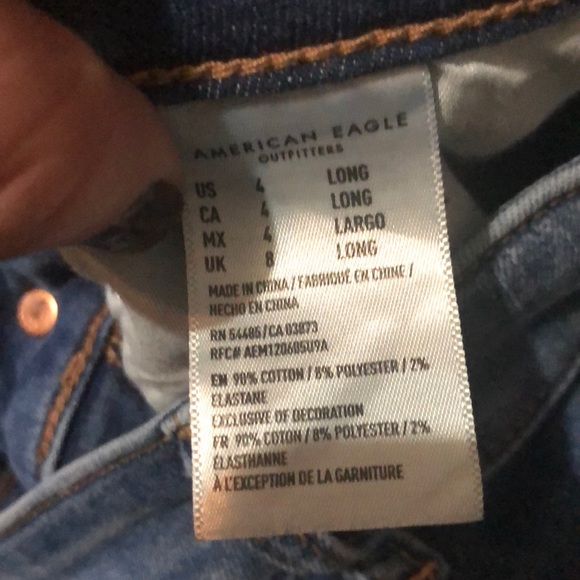 AMERICAN EAGLE
OUTFITTERS
US 4 LONG
CA 4 LONG
MX 4 LARGO
UK 8 LONG
MADE IN CHINA / FABRIQUÉ EN CHINE /
HECHO EN CHINA
RN 54485/CA 03873
RFC# AEM120605U9A
EN 90% COTTON / 8% POLYESTER / 2%
ELASTANE
EXCLUSIVE OF DECORATION
FR 90% COTON / 8% POLYESTER / 2%
ÉLASTHANNE
À L'EXCEPTION DE LA GARNITURE